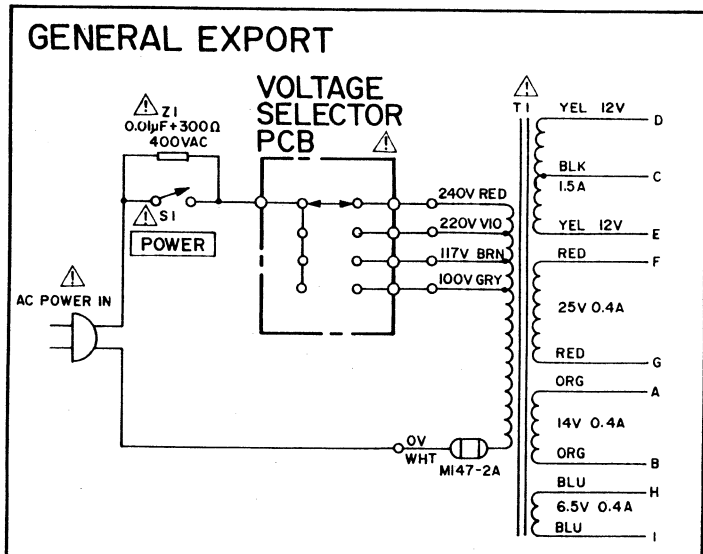 GENERAL EXPORT
VOLTAGE
SELECTOR
PCB
Z1
0.01μF+300Ω
400VAC
S1
POWER
AC POWER IN
240V RED
220V VIO
117V BRN
100V GRY
0V
WHT
M147-2A
T1
YEL 12V
D
BLK
C
1.5A
YEL 12V
E
RED
F
25V 0.4A
RED
G
ORG
A
14V 0.4A
ORG
B
BLU
H
6.5V 0.4A
BLU
I